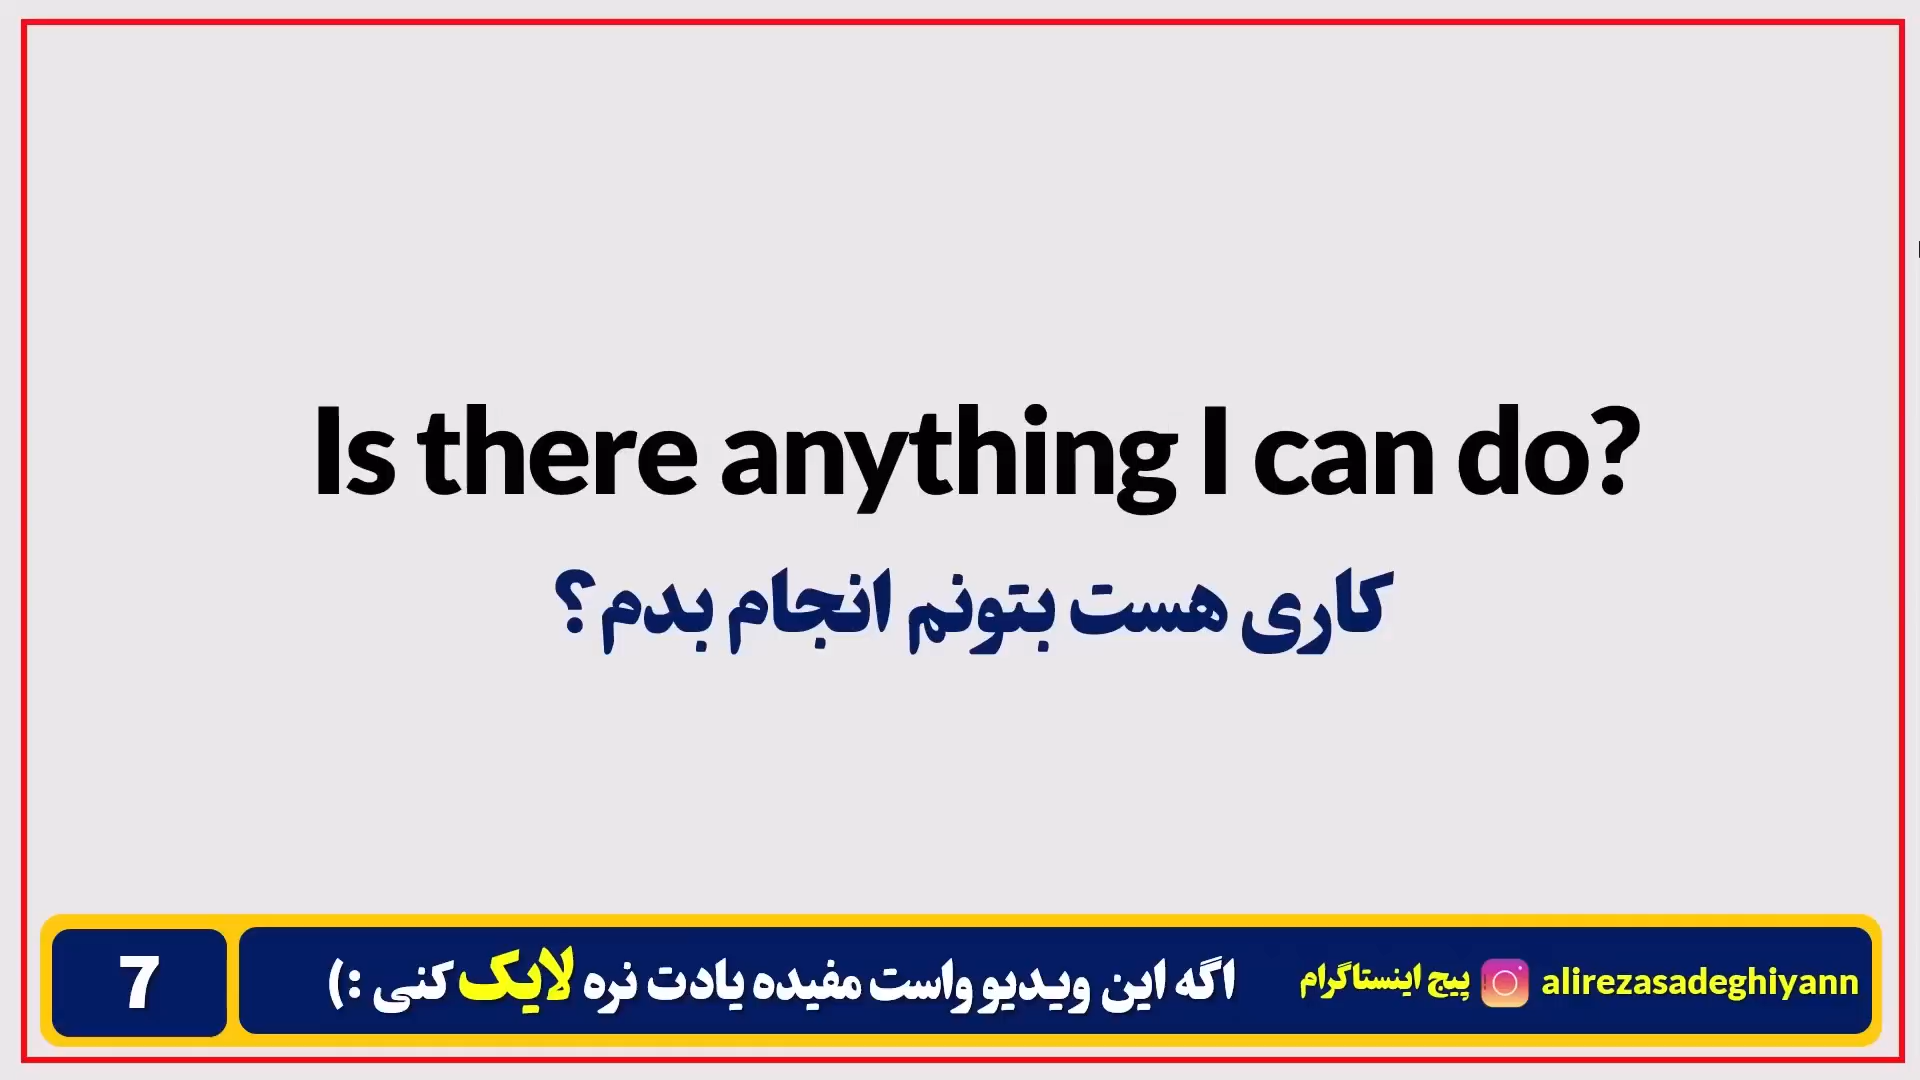 Is there anything I can do?
کاری هست بتونم انجام بدم؟
7
اگه این ویدیو واست مفیده یادت نره لایک کنی :)
پیج اینستاگرام alirezasadeghiyann